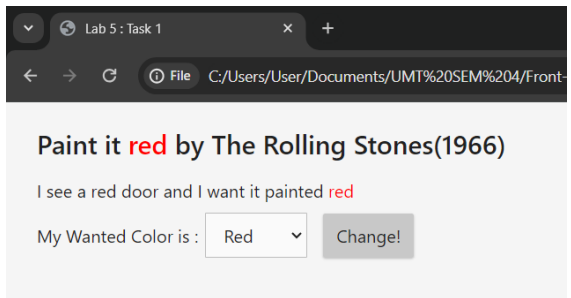 Lab 5 : Task 1
File C:/Users/User/Documents/UMT%20SEM%204/Front-
Paint it red by The Rolling Stones(1966)
I see a red door and I want it painted red
My Wanted Color is : Red Change!